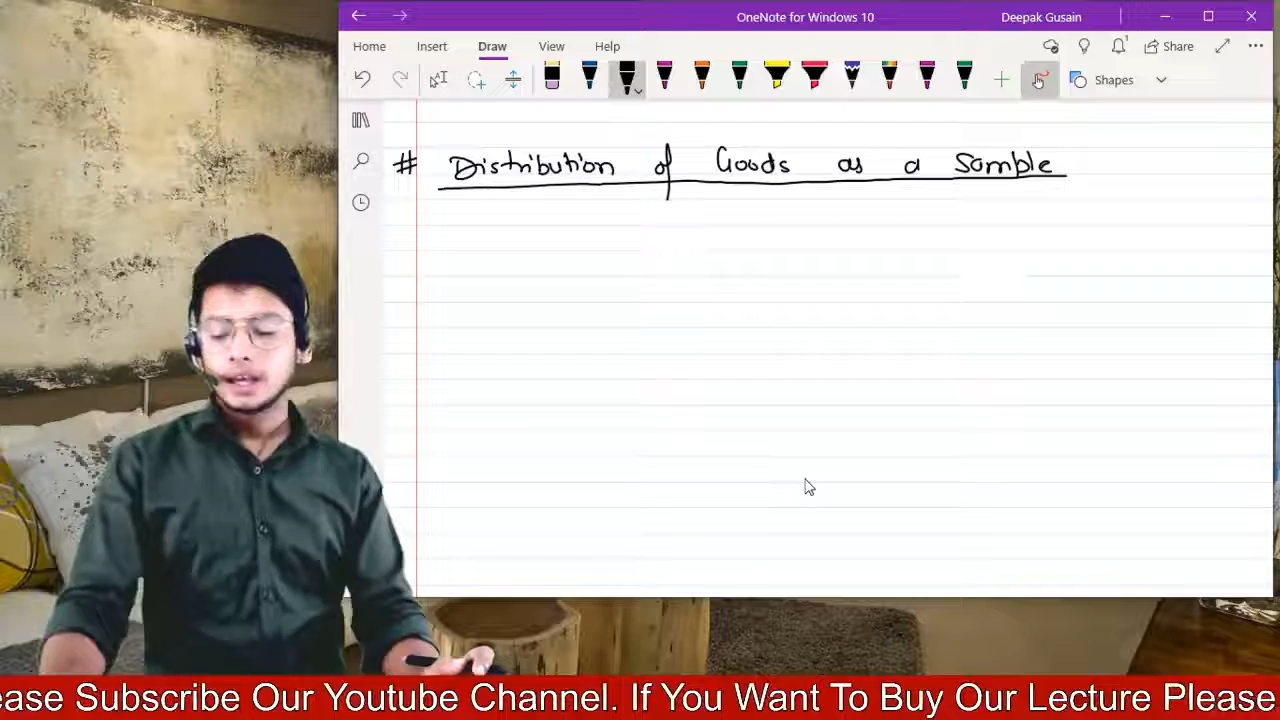 OneNote for Windows 10
Deepak Gusain
Home Insert Draw View Help
Share
Shapes
# Distribution of Goods as a Sample
ease Subscribe Our Youtube Channel. If You Want To Buy Our Lecture Please